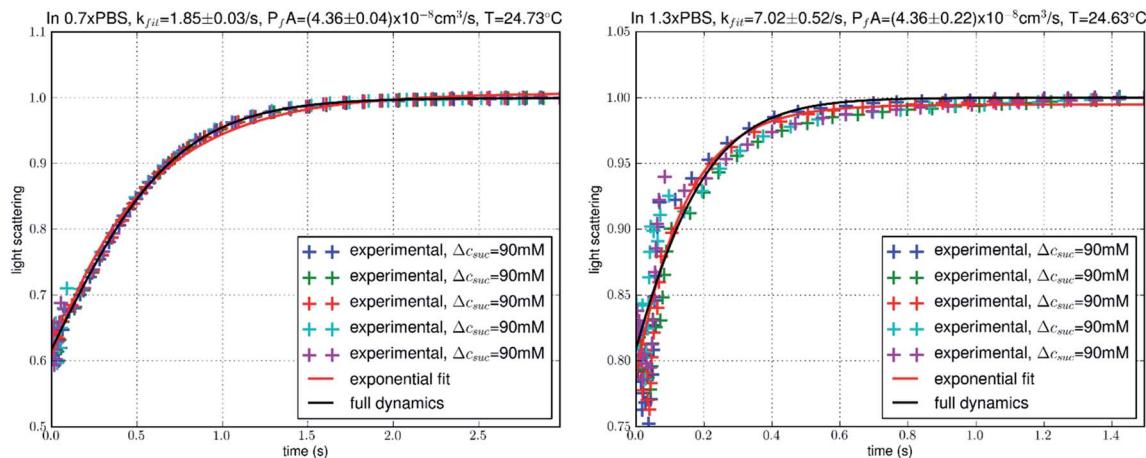 In 0.7xPBS, k_fit=1.85±0.03/s, P_fA=(4.36±0.04)x10⁻⁸cm³/s, T=24.73°C
1.1
1.0
0.9
0.8
0.7
0.6
0.5
light scattering
experimental, Δc_suc=90mM
experimental, Δc_suc=90mM
experimental, Δc_suc=90mM
experimental, Δc_suc=90mM
experimental, Δc_suc=90mM
exponential fit
full dynamics
0.0 0.5 1.0 1.5 2.0 2.5
time (s)
In 1.3xPBS, k_fit=7.02±0.52/s, P_fA=(4.36±0.22)x10⁻⁸cm³/s, T=24.63°C
1.05
1.00
0.95
0.90
0.85
0.80
0.75
light scattering
experimental, Δc_suc=90mM
experimental, Δc_suc=90mM
experimental, Δc_suc=90mM
experimental, Δc_suc=90mM
experimental, Δc_suc=90mM
exponential fit
full dynamics
0.0 0.2 0.4 0.6 0.8 1.0 1.2 1.4
time (s)